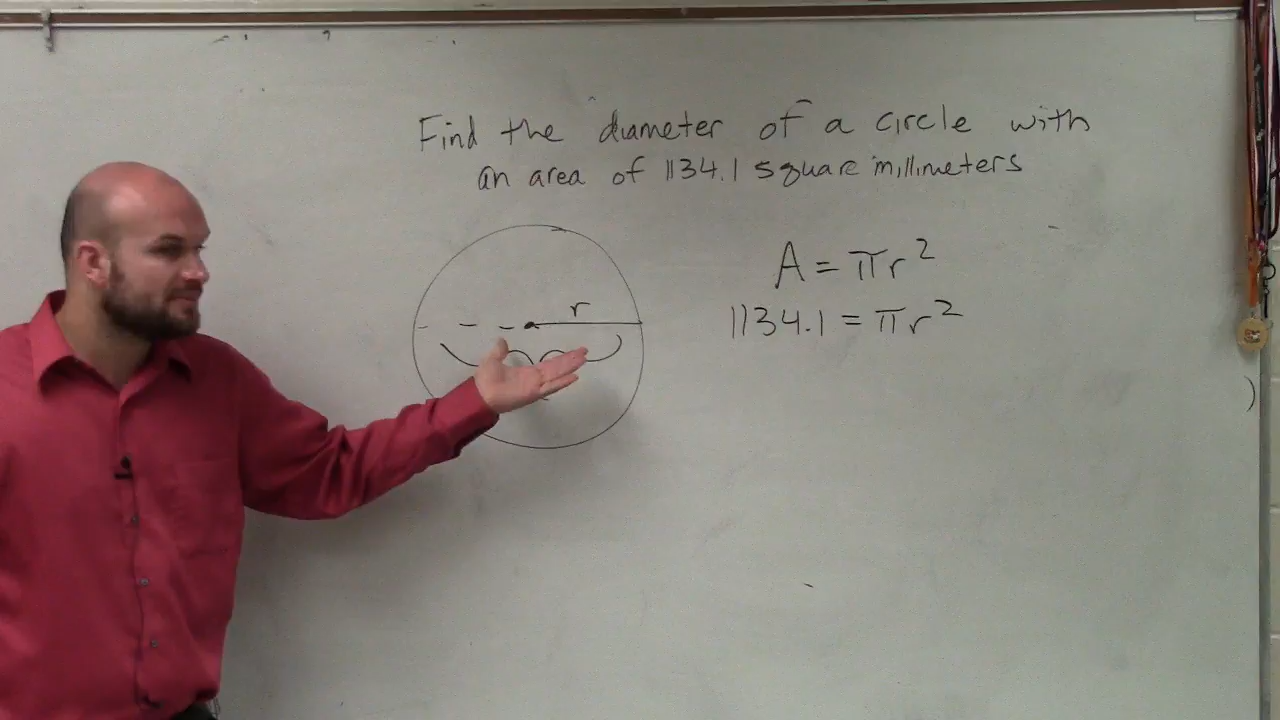 Find the diameter of a circle with
an area of 1134.1 square millimeters
r
A = πr²
1134.1 = πr²